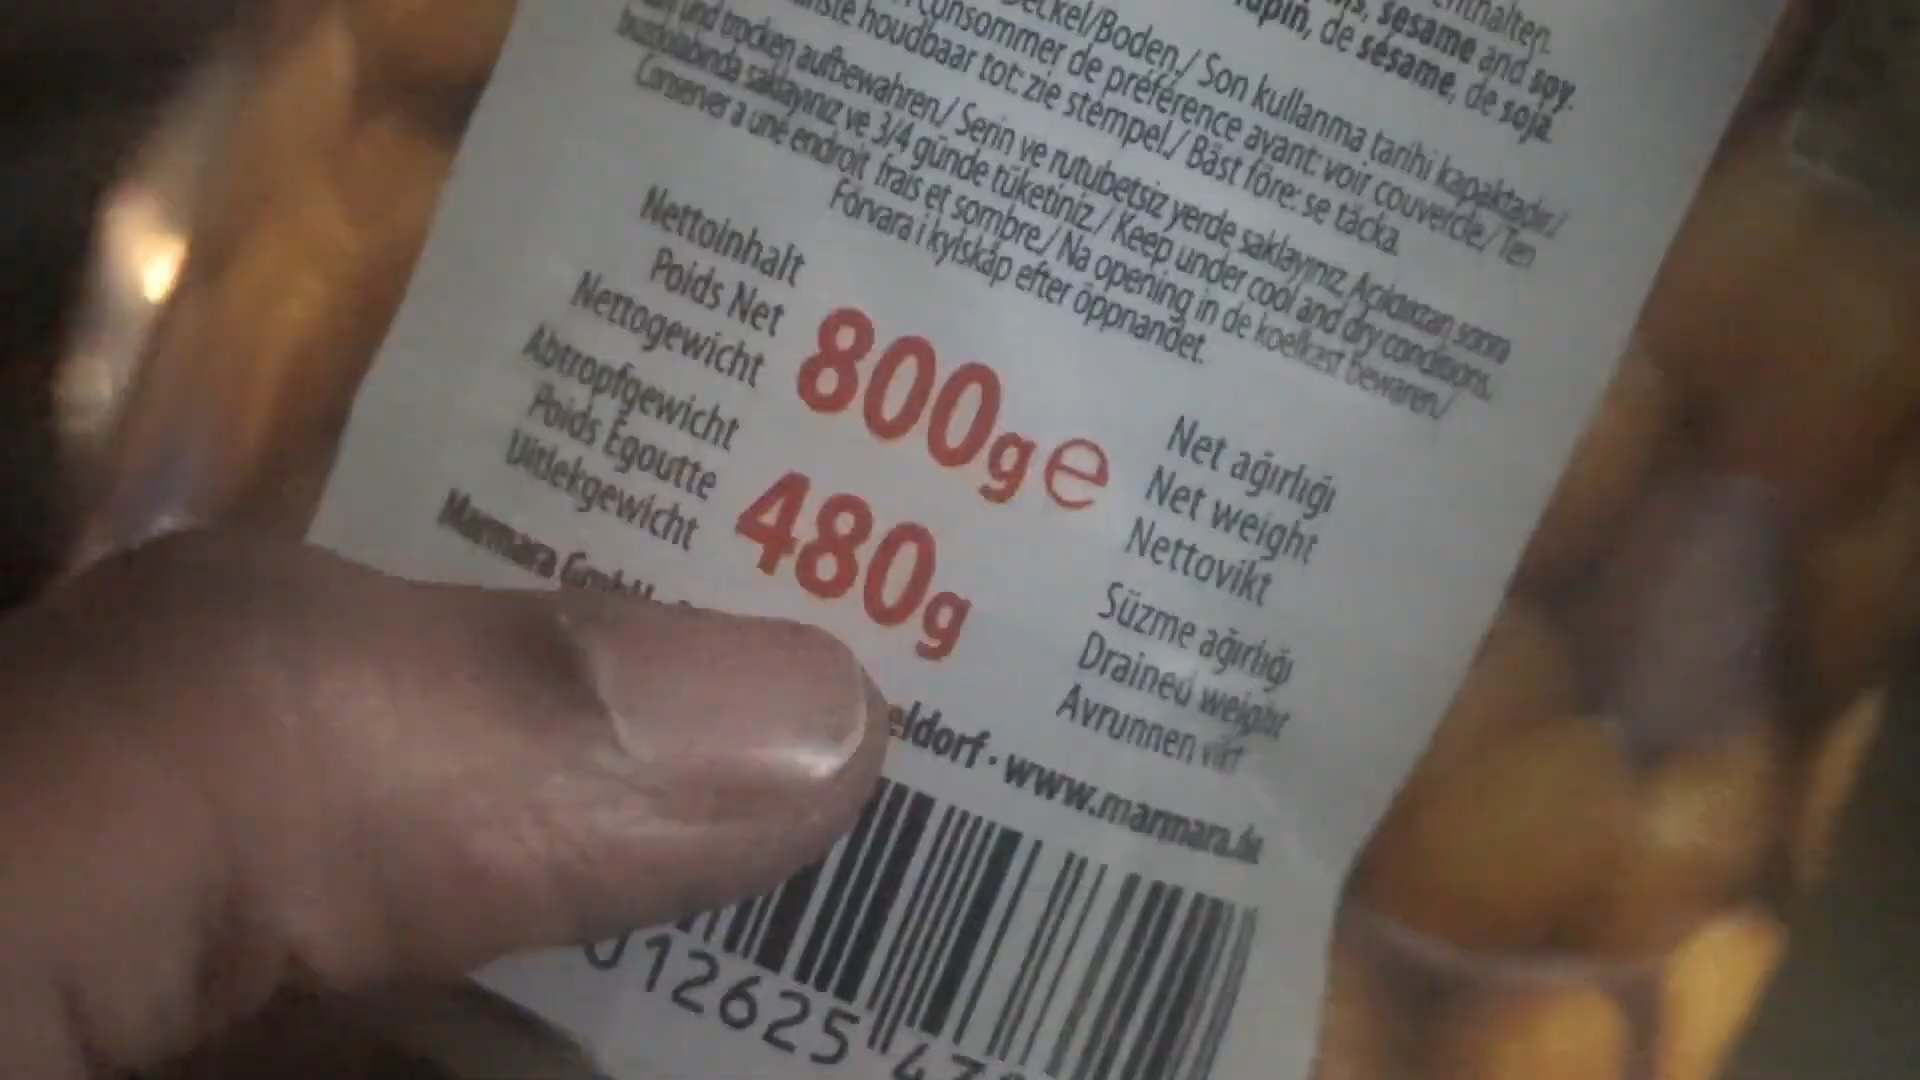 enthalten.
sesame and soy.
lupin, de sésame, de soja.
Deckel/Boden / Son kullanma tarihi kapaktadır/
consommer de préférence avant: voir couvercle/ Ten
houdbaar tot: zie stempel./ Bäst före: se täcka.
und trocken aufbewahren/ Serin ve rutubetsiz yerde saklayınız. Açıldıktan sonra
buzdolabında saklayınız ve 3/4 günde tüketiniz./ Keep under cool and dry conditions.
Conserver a une endroit frais et sombre/ Na opening in de koelkast bewaren/
Förvara i kylskåp efter öppnandet.
Nettoinhalt
Poids Net
Nettogewicht
800g e
Net ağırlığı
Net weight
Nettovikt
Abtropfgewicht
Poids Egoutte
Uitlekgewicht
480g
Süzme ağırlığı
Drained weight
Avrunnen vikt
Marmara GmbH eldorf · www.marmara.de
012625 47